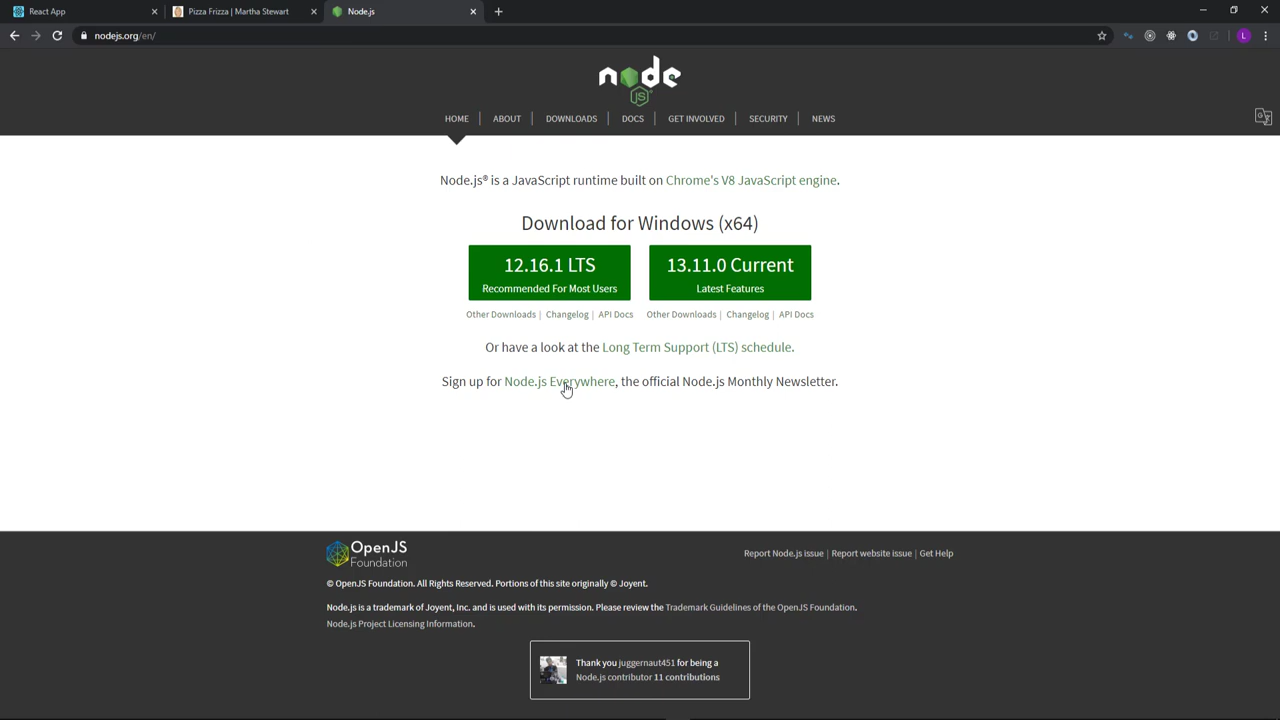 React App
Pizza Frizza | Martha Stewart
Node.js
nodejs.org/en/
L
node
JS
HOME | ABOUT | DOWNLOADS | DOCS | GET INVOLVED | SECURITY | NEWS
Node.js® is a JavaScript runtime built on Chrome's V8 JavaScript engine.
Download for Windows (x64)
12.16.1 LTS
Recommended For Most Users
13.11.0 Current
Latest Features
Other Downloads | Changelog | API Docs
Other Downloads | Changelog | API Docs
Or have a look at the Long Term Support (LTS) schedule.
Sign up for Node.js Everywhere, the official Node.js Monthly Newsletter.
OpenJS
Foundation
Report Node.js issue | Report website issue | Get Help
© OpenJS Foundation. All Rights Reserved. Portions of this site originally © Joyent.
Node.js is a trademark of Joyent, Inc. and is used with its permission. Please review the Trademark Guidelines of the OpenJS Foundation.
Node.js Project Licensing Information.
Thank you juggernaut451 for being a
Node.js contributor 11 contributions